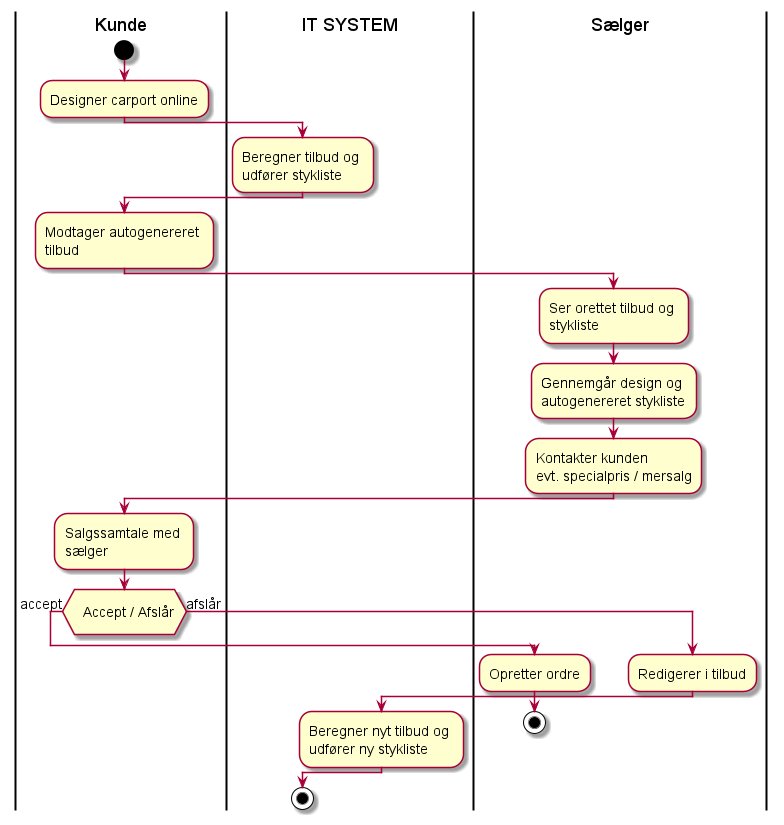 Kunde
IT SYSTEM
Sælger
Designer carport online
Beregner tilbud og
udfører stykliste
Modtager autogenereret
tilbud
Ser orettet tilbud og
stykliste
Gennemgår design og
autogenereret stykliste
Kontakter kunden
evt. specialpris / mersalg
Salgssamtale med
sælger
accept
Accept / Afslår
afslår
Opretter ordre
Redigerer i tilbud
Beregner nyt tilbud og
udfører ny stykliste